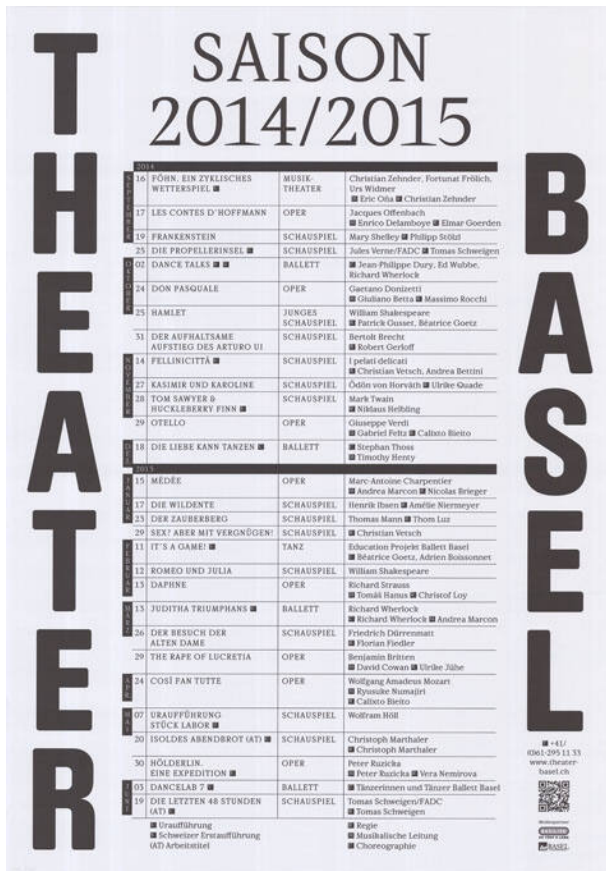 THEATER
BASEL
SAISON
2014/2015
2014
SEPTEMBER
16 FÖHN. EIN ZYKLISCHES WETTERSPIEL MUSIK-THEATER Christian Zehnder, Fortunat Frölich, Urs Widmer
Eric Oña Christian Zehnder
17 LES CONTES D'HOFFMANN OPER Jacques Offenbach
Enrico Delamboye Elmar Goerden
19 FRANKENSTEIN SCHAUSPIEL Mary Shelley Philipp Stölzl
25 DIE PROPELLERINSEL SCHAUSPIEL Jules Verne/FADC Tomas Schweigen
OKTOBER
02 DANCE TALKS BALLETT Jean-Philippe Dury, Ed Wubbe,
Richard Wherlock
24 DON PASQUALE OPER Gaetano Donizetti
Giuliano Betta Massimo Rocchi
25 HAMLET JUNGES SCHAUSPIEL William Shakespeare
Patrick Gusset, Béatrice Goetz
31 DER AUFHALTSAME AUFSTIEG DES ARTURO UI SCHAUSPIEL Bertolt Brecht
Robert Gerloff
NOVEMBER
14 FELLINICITTÀ SCHAUSPIEL I pelati delicati
Christian Vetsch, Andrea Bettini
27 KASIMIR UND KAROLINE SCHAUSPIEL Ödön von Horváth Ulrike Quade
28 TOM SAWYER & HUCKLEBERRY FINN SCHAUSPIEL Mark Twain
Niklaus Helbling
29 OTELLO OPER Giuseppe Verdi
Gabriel Feltz Calixto Bieito
DEZ
18 DIE LIEBE KANN TANZEN BALLETT Stephan Thoss
Timothy Henty
2015
JANUAR
15 MÉDÉE OPER Marc-Antoine Charpentier
Andrea Marcon Nicolas Brieger
17 DIE WILDENTE SCHAUSPIEL Henrik Ibsen Amélie Niermeyer
23 DER ZAUBERBERG SCHAUSPIEL Thomas Mann Thom Luz
29 SEX? ABER MIT VERGNÜGEN! SCHAUSPIEL Christian Vetsch
FEBRUAR
11 IT'S A GAME! TANZ Education Projekt Ballett Basel
Béatrice Goetz, Adrien Boissonnet
12 ROMEO UND JULIA SCHAUSPIEL William Shakespeare
13 DAPHNE OPER Richard Strauss
Tomáš Hanus Christof Loy
MÄRZ
13 JUDITHA TRIUMPHANS BALLETT Richard Wherlock
Richard Wherlock Andrea Marcon
26 DER BESUCH DER ALTEN DAME SCHAUSPIEL Friedrich Dürrenmatt
Florian Fiedler
29 THE RAPE OF LUCRETIA OPER Benjamin Britten
David Cowan Ulrike Jühe
APR
24 COSÌ FAN TUTTE OPER Wolfgang Amadeus Mozart
Ryusuke Numajiri
Calixto Bieito
MAI
07 URAUFFÜHRUNG STÜCK LABOR SCHAUSPIEL Wolfram Höll
20 ISOLDES ABENDBROT (AT) SCHAUSPIEL Christoph Marthaler
Christoph Marthaler
30 HÖLDERLIN. EINE EXPEDITION OPER Peter Ruzicka
Peter Ruzicka Vera Nemirova
JUNI
03 DANCELAB 7 BALLETT Tänzerinnen und Tänzer Ballett Basel
19 DIE LETZTEN 48 STUNDEN (AT) SCHAUSPIEL Tomas Schweigen/FADC
Tomas Schweigen
Uraufführung
Schweizer Erstaufführung
(AT) Arbeitstitel
Regie
Musikalische Leitung
Choreographie
+41/
(0)61-295 11 33
www.theater-
basel.ch
Medienpartner
BASEL